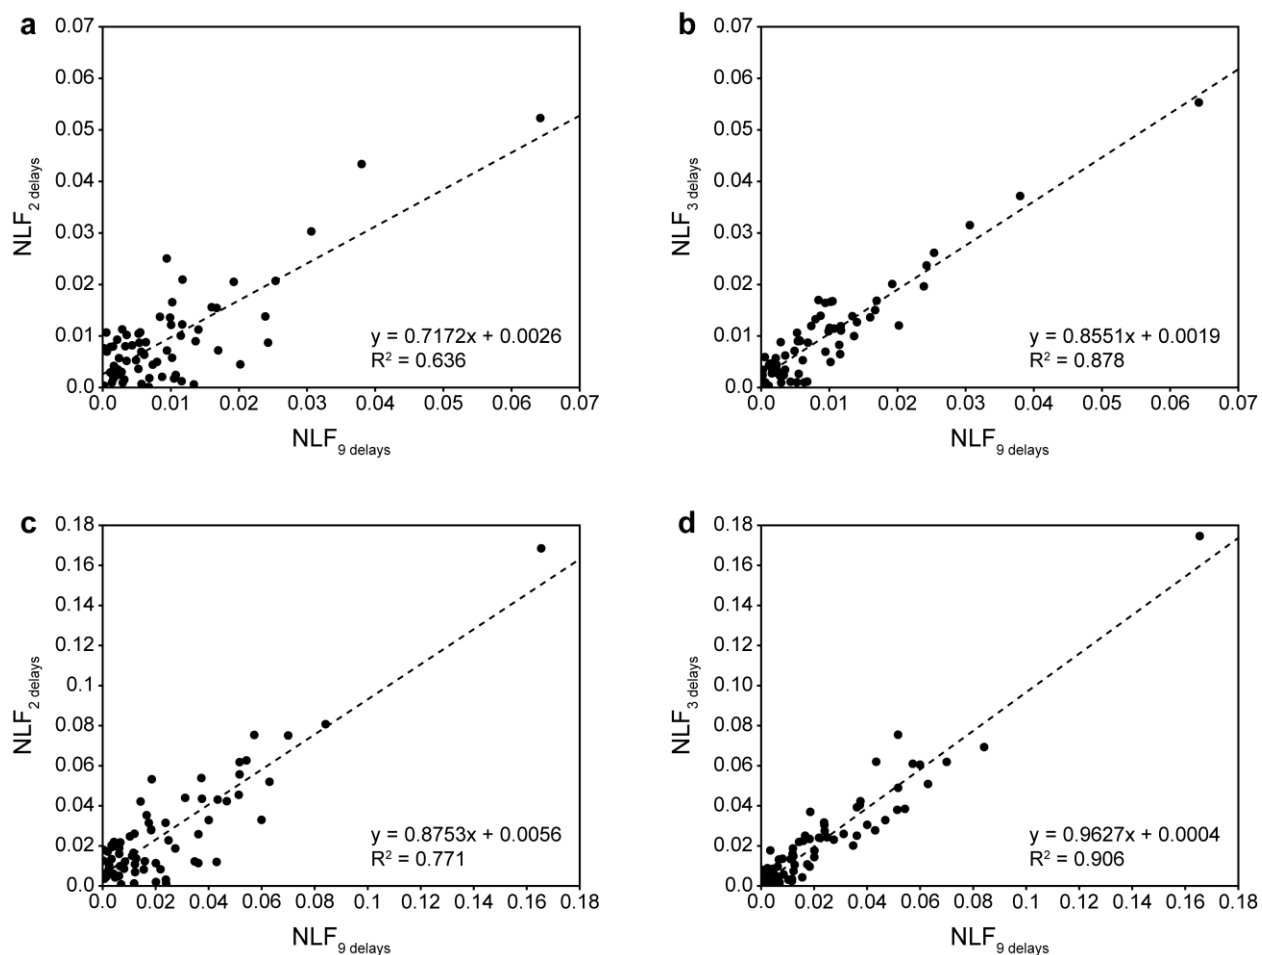 a
0.07
0.06
0.05
0.04
0.03
0.02
0.01
0.0
NLF2 delays
y = 0.7172x + 0.0026
R² = 0.636
0.0 0.01 0.02 0.03 0.04 0.05 0.06 0.07
NLF9 delays
b
0.07
0.06
0.05
0.04
0.03
0.02
0.01
0.0
NLF3 delays
y = 0.8551x + 0.0019
R² = 0.878
0.0 0.01 0.02 0.03 0.04 0.05 0.06 0.07
NLF9 delays
c
0.18
0.16
0.14
0.12
0.1
0.08
0.06
0.04
0.02
0.0
NLF2 delays
y = 0.8753x + 0.0056
R² = 0.771
0.0 0.02 0.04 0.06 0.08 0.1 0.12 0.14 0.16 0.18
NLF9 delays
d
0.18
0.16
0.14
0.12
0.10
0.08
0.06
0.04
0.02
0.0
NLF3 delays
y = 0.9627x + 0.0004
R² = 0.906
0.0 0.02 0.04 0.06 0.08 0.1 0.12 0.14 0.16 0.18
NLF9 delays